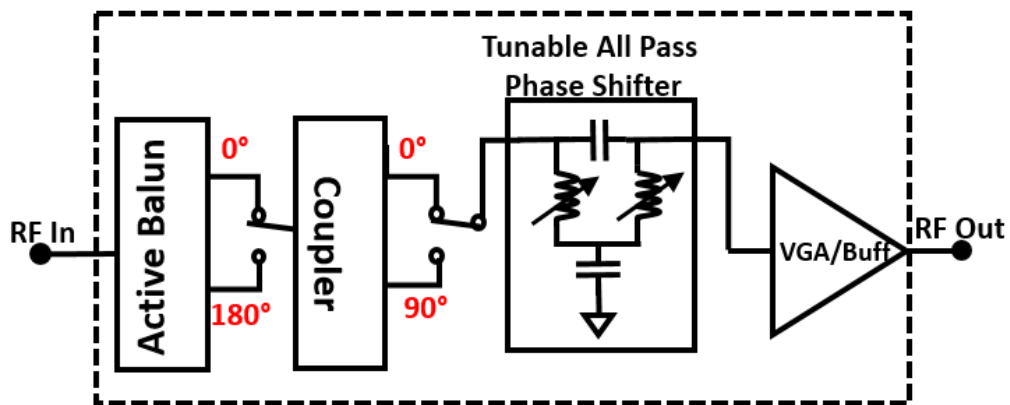 Tunable All Pass
Phase Shifter
RF In
Active Balun
0°
180°
Coupler
0°
90°
VGA/Buff
RF Out